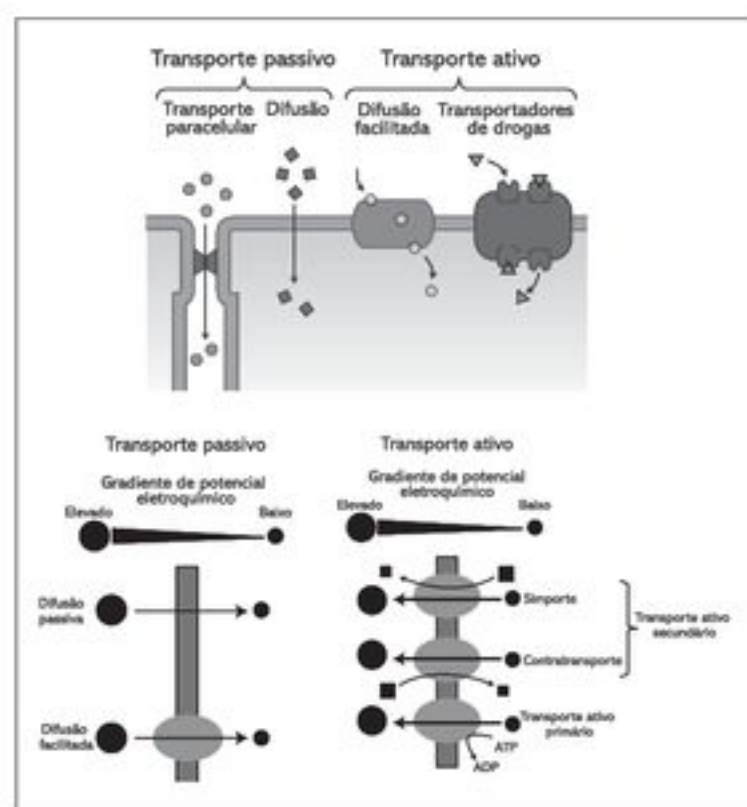 Transporte passivo
Transporte ativo
Transporte paracelular
Difusão
Difusão facilitada
Transportadores de drogas
Transporte passivo
Gradiente de potencial eletroquímico
Elevado
Baixo
Difusão passiva
Difusão facilitada
Transporte ativo
Gradiente de potencial eletroquímico
Elevado
Baixo
Simporte
Contratransporte
Transporte ativo secundário
Transporte ativo primário
ATP
ADP